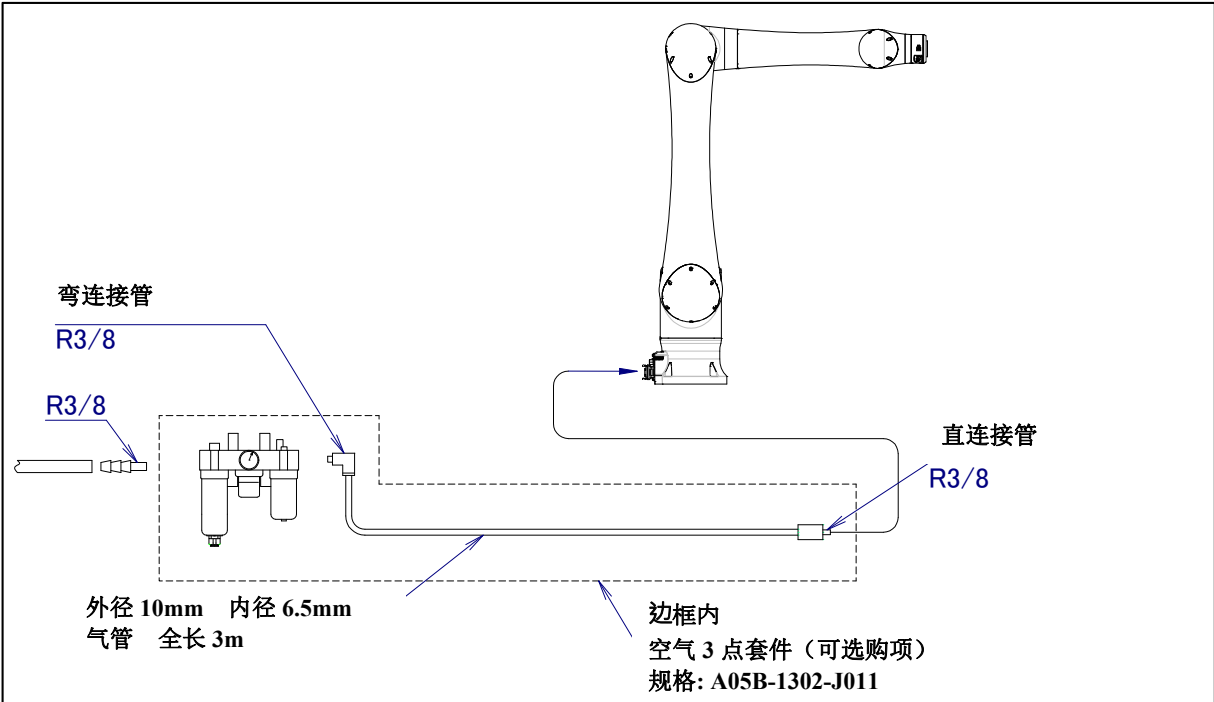 弯连接管
R3/8
R3/8
直连接管
R3/8
外径 10mm 内径 6.5mm
气管 全长 3m
边框内
空气 3 点套件（可选购项）
规格: A05B-1302-J011